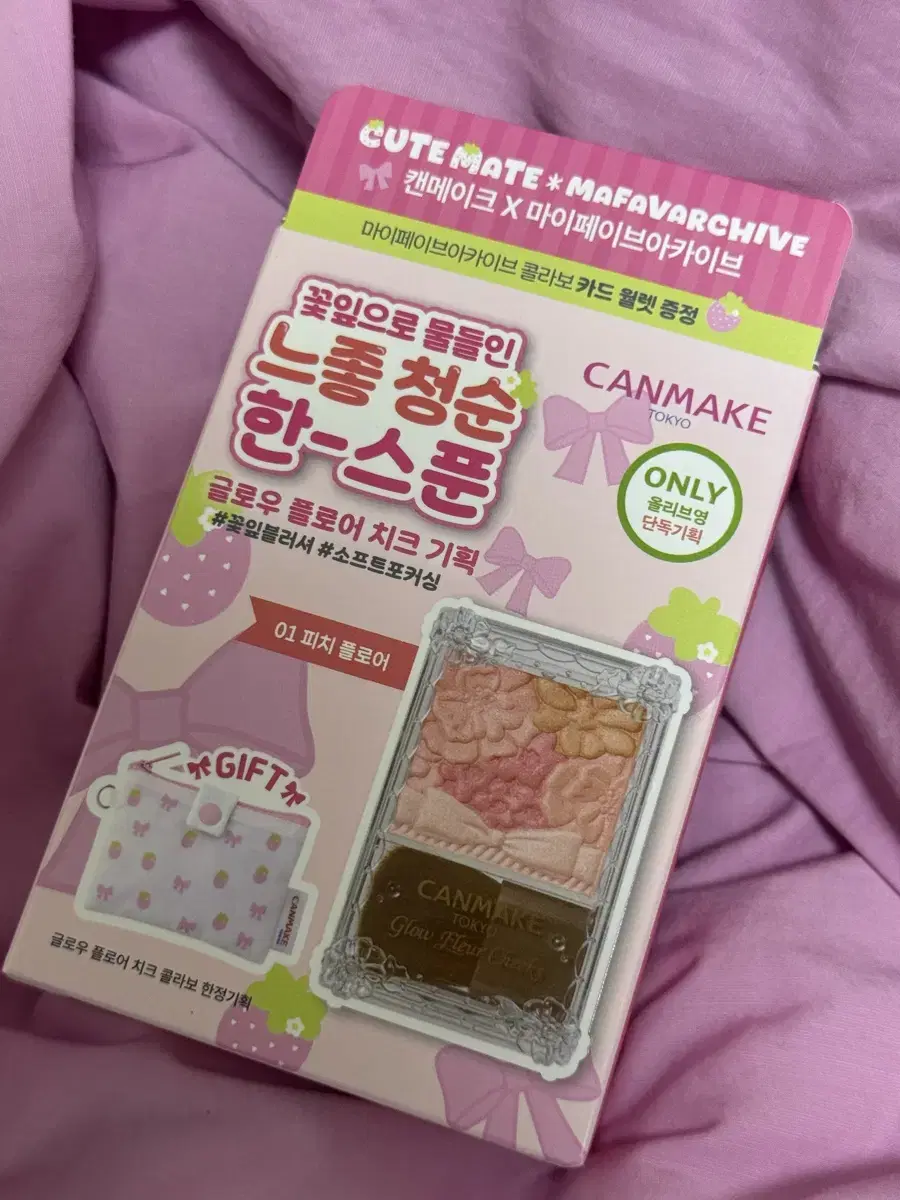 CUTE MATE * MAFAVARCHIVE
캔메이크 X 마이페이브아카이브
마이페이브아카이브 콜라보 카드 월렛 증정
꽃잎으로 물들인
느좋 청순
한-스푼
CANMAKE
TOKYO
ONLY
올리브영
단독기획
글로우 플로어 치크 기획
#꽃잎블러셔 #소프트포커싱
01 피치 플로어
GIFT
CANMAKE
CANMAKE
TOKYO
Glow Fleur Cheeks
글로우 플로어 치크 콜라보 한정기획